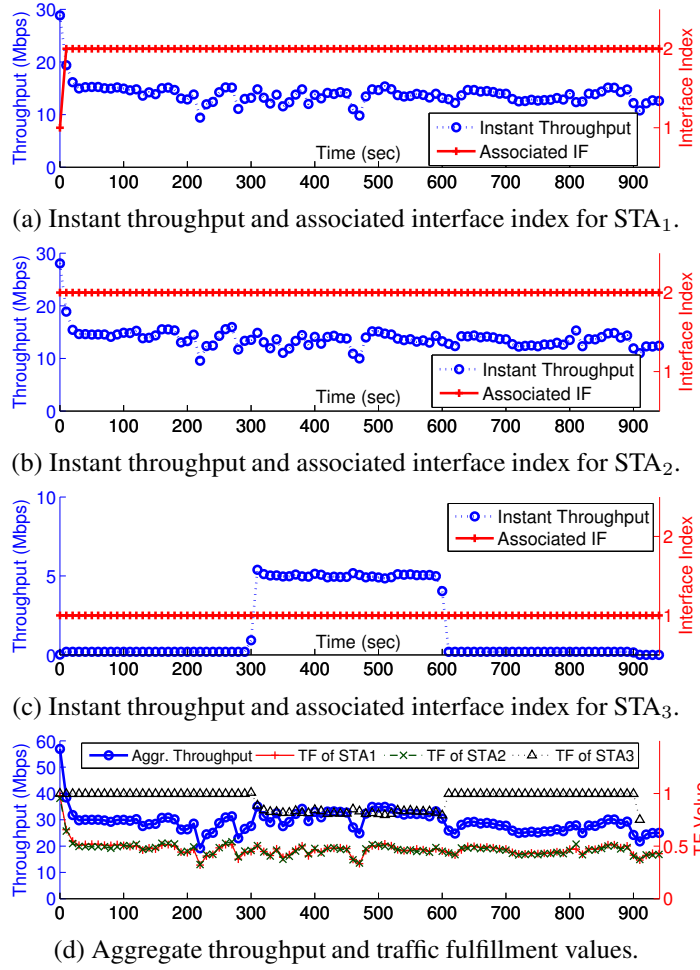 30
20
10
0
Throughput (Mbps)
2
1
Interface Index
Instant Throughput
Associated IF
Time (sec)
0 100 200 300 400 500 600 700 800 900
(a) Instant throughput and associated interface index for STA₁.
30
20
10
0
Throughput (Mbps)
2
1
Interface Index
Instant Throughput
Associated IF
Time (sec)
0 100 200 300 400 500 600 700 800 900
(b) Instant throughput and associated interface index for STA₂.
10
5
0
Throughput (Mbps)
2
1
Interface Index
Instant Throughput
Associated IF
Time (sec)
0 100 200 300 400 500 600 700 800 900
(c) Instant throughput and associated interface index for STA₃.
60
50
40
30
20
10
0
Throughput (Mbps)
Aggr. Throughput TF of STA1 TF of STA2 TF of STA3
1
0.5
TF Value
0 100 200 300 400 500 600 700 800 900
(d) Aggregate throughput and traffic fulfillment values.